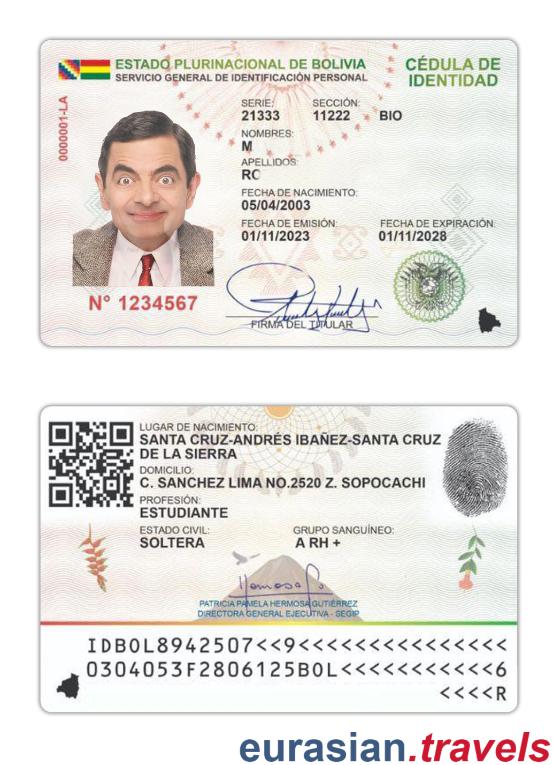 ESTADO PLURINACIONAL DE BOLIVIA
SERVICIO GENERAL DE IDENTIFICACIÓN PERSONAL
CÉDULA DE
IDENTIDAD
0000001-LA
SERIE: SECCIÓN:
21333 11222 BIO
NOMBRES:
M
APELLIDOS:
RO
FECHA DE NACIMIENTO:
05/04/2003
FECHA DE EMISIÓN: FECHA DE EXPIRACIÓN:
01/11/2023 01/11/2028
N° 1234567
FIRMA DEL TITULAR
LUGAR DE NACIMIENTO:
SANTA CRUZ-ANDRÉS IBAÑEZ-SANTA CRUZ
DE LA SIERRA
DOMICILIO:
C. SANCHEZ LIMA NO.2520 Z. SOPOCACHI
PROFESIÓN:
ESTUDIANTE
ESTADO CIVIL: GRUPO SANGUÍNEO:
SOLTERA A RH +
PATRICIA PAMELA HERMOSA GUTIÉRREZ
DIRECTORA GENERAL EJECUTIVA - SEGIP
IDBOL8942507<<9<<<<<<<<<<<<<<<
0304053F2806125BOL<<<<<<<<<<<6
<<<<R
eurasian.travels